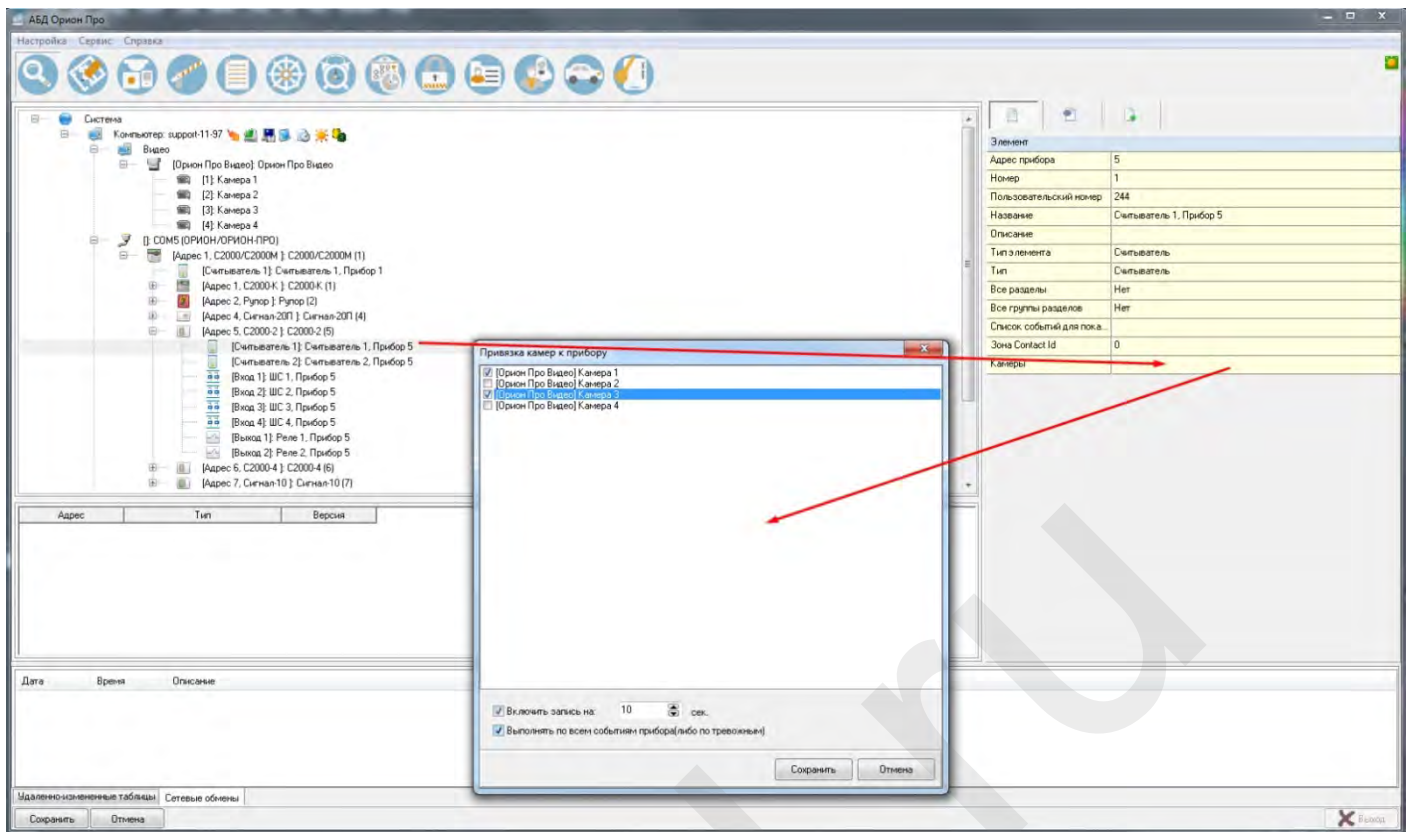 АБД Орион Про
Настройка Сервис Справка
Система
Компьютер: support-11-97
Видео
[Орион Про Видео]: Орион Про Видео
[1]: Камера 1
[2]: Камера 2
[3]: Камера 3
[4]: Камера 4
[]: COM5 (ОРИОН/ОРИОН-ПРО)
[Адрес 1, С2000/С2000М ]: С2000/С2000М (1)
[Считыватель 1]: Считыватель 1, Прибор 1
[Адрес 1, С2000-К ]: С2000-К (1)
[Адрес 2, Рупор ]: Рупор (2)
[Адрес 4, Сигнал-20П ]: Сигнал-20П (4)
[Адрес 5, С2000-2 ]: С2000-2 (5)
[Считыватель 1]: Считыватель 1, Прибор 5
[Считыватель 2]: Считыватель 2, Прибор 5
[Вход 1]: ШС 1, Прибор 5
[Вход 2]: ШС 2, Прибор 5
[Вход 3]: ШС 3, Прибор 5
[Вход 4]: ШС 4, Прибор 5
[Выход 1]: Реле 1, Прибор 5
[Выход 2]: Реле 2, Прибор 5
[Адрес 6, С2000-4 ]: С2000-4 (6)
[Адрес 7, Сигнал-10 ]: Сигнал-10 (7)
Элемент
Адрес прибора 5
Номер 1
Пользовательский номер 244
Название Считыватель 1, Прибор 5
Описание
Тип элемента Считыватель
Тип Считыватель
Все разделы Нет
Все группы разделов Нет
Список событий для пока...
Зона Contact Id 0
Камеры
Привязка камер к прибору
[Орион Про Видео] Камера 1
[Орион Про Видео] Камера 2
[Орион Про Видео] Камера 3
[Орион Про Видео] Камера 4
Включить запись на: 10 сек.
Выполнять по всем событиям прибора(либо по тревожным)
Сохранить Отмена
Адрес Тип Версия
Дата Время Описание
Удаленно-измененные таблицы Сетевые обмены
Сохранить Отмена
Выход
ru